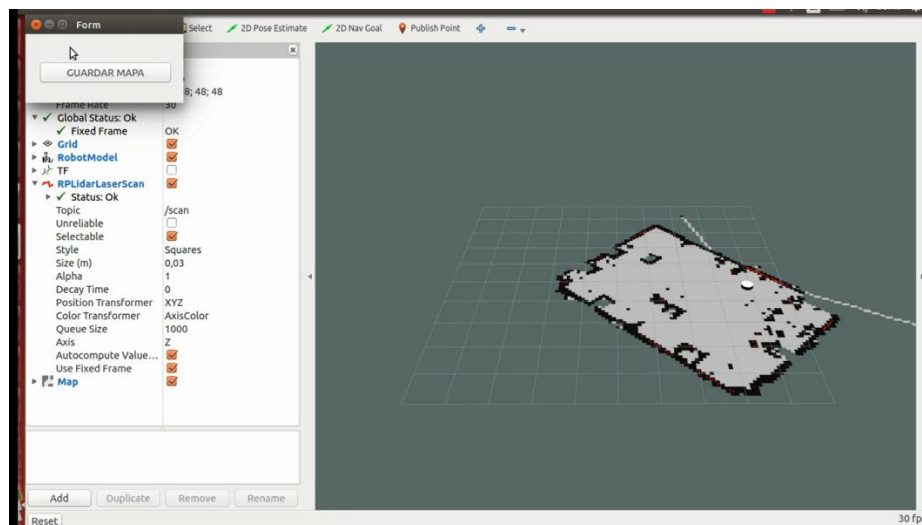 Form
Select 2D Pose Estimate 2D Nav Goal Publish Point
GUARDAR MAPA
8; 48; 48
Frame Rate 30
Global Status: Ok
Fixed Frame OK
Grid
RobotModel
TF
RPLidarLaserScan
Status: Ok
Topic /scan
Unreliable
Selectable
Style Squares
Size (m) 0,03
Alpha 1
Decay Time 0
Position Transformer XYZ
Color Transformer AxisColor
Queue Size 1000
Axis Z
Autocompute Value...
Use Fixed Frame
Map
Add Duplicate Remove Rename
Reset 30 fp